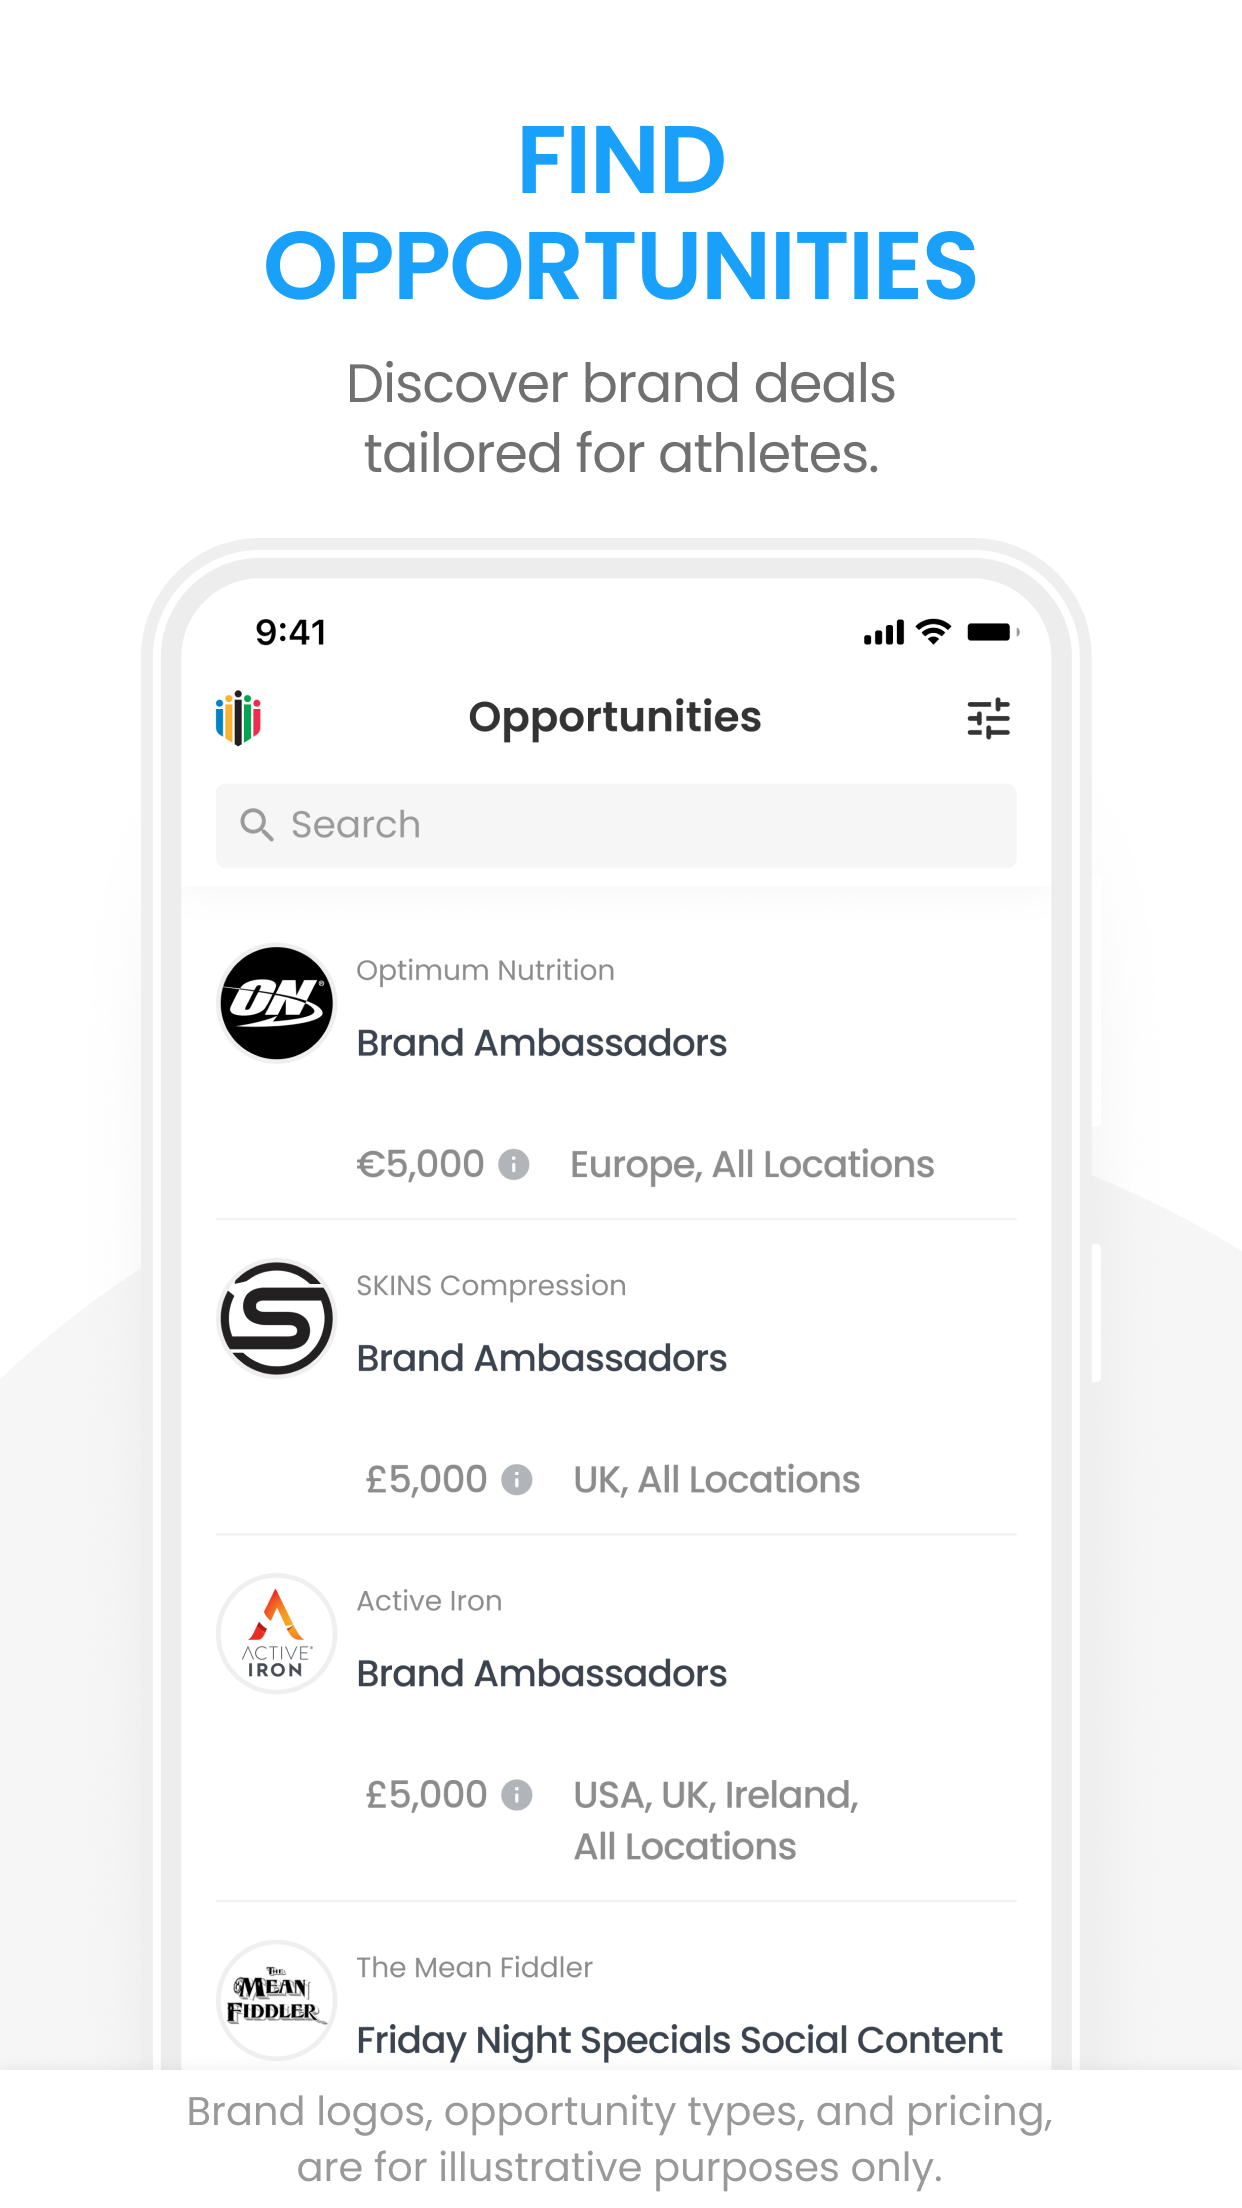 FIND
OPPORTUNITIES
Discover brand deals
tailored for athletes.
9:41
Opportunities
Search
ON®
Optimum Nutrition
Brand Ambassadors
€5,000 Europe, All Locations
S
SKINS Compression
Brand Ambassadors
£5,000 UK, All Locations
ACTIVE
IRON
Active Iron
Brand Ambassadors
£5,000 USA, UK, Ireland,
All Locations
THE
MEAN
FIDDLER
The Mean Fiddler
Friday Night Specials Social Content
Brand logos, opportunity types, and pricing,
are for illustrative purposes only.